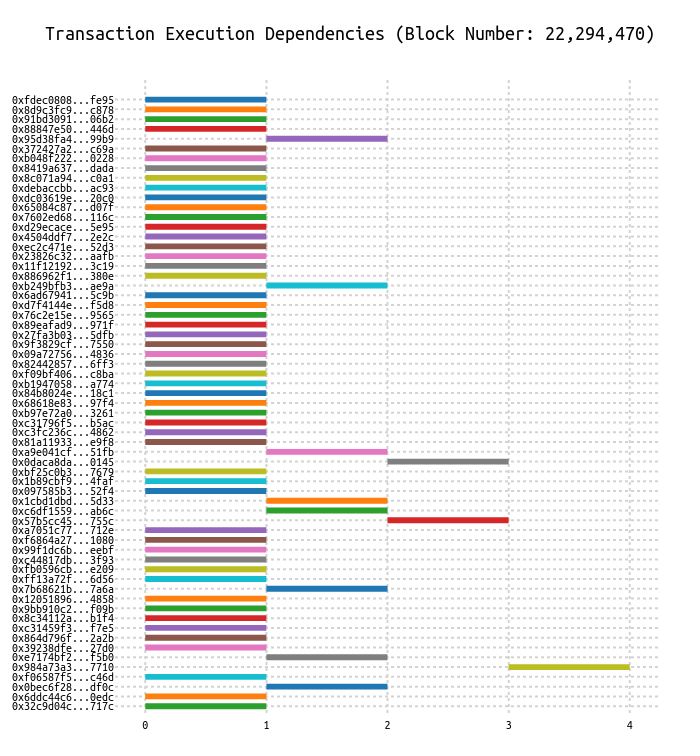 Transaction Execution Dependencies (Block Number: 22,294,470)
0xfdec0808...fe95
0x8d9c3fc9...c878
0x91bd3091...06b2
0x88847e50...446d
0x95d38fa4...99b9
0x372427a2...c69a
0xb048f222...0228
0x8419a637...dada
0x8c071a94...c0a1
0xdebaccbb...ac93
0xdc03619e...20c0
0x65084c87...d07f
0x7602ed68...116c
0xd29ecace...5e95
0x4504ddf7...2e2c
0xec2c471e...52d3
0x23826c32...aafb
0x11f12192...3c19
0x886962f1...380e
0xb249bfb3...ae9a
0x6ad67941...5c9b
0xd7f4144e...f5d8
0x76c2e15e...9565
0x89eafad9...971f
0x27fa3b03...5dfb
0x9f3829cf...7550
0x09a72756...4836
0x82442857...6ff3
0xf09bf406...c8ba
0xb1947058...a774
0x84b8024e...18c1
0x68618e83...97f4
0xb97e72a0...3261
0xc31796f5...b5ac
0xc3fc236c...4862
0x81a11933...e9f8
0xa9e041cf...51fb
0x0daca8da...0145
0xbf25c0b3...7679
0x1b89cbf9...4faf
0x097585b3...52f4
0x1cbd1dbd...5d33
0xc6df1559...ab6c
0x57b5cc45...755c
0xa7051c77...712e
0xf6864a27...1080
0x99f1dc6b...eebf
0xc44817db...3f93
0xfb0596cb...e209
0xff13a72f...6d56
0x7b68621b...7a6a
0x12051896...4858
0x9bb910c2...f09b
0x8c34112a...b1f4
0xc31459f3...f7e5
0x864d796f...2a2b
0x39238dfe...27d0
0xe7174bf2...f5b0
0x984a73a3...7710
0xf06587f5...c46d
0x0bec6f28...df0c
0x6ddc44c6...0edc
0x32c9d04c...717c
0 1 2 3 4